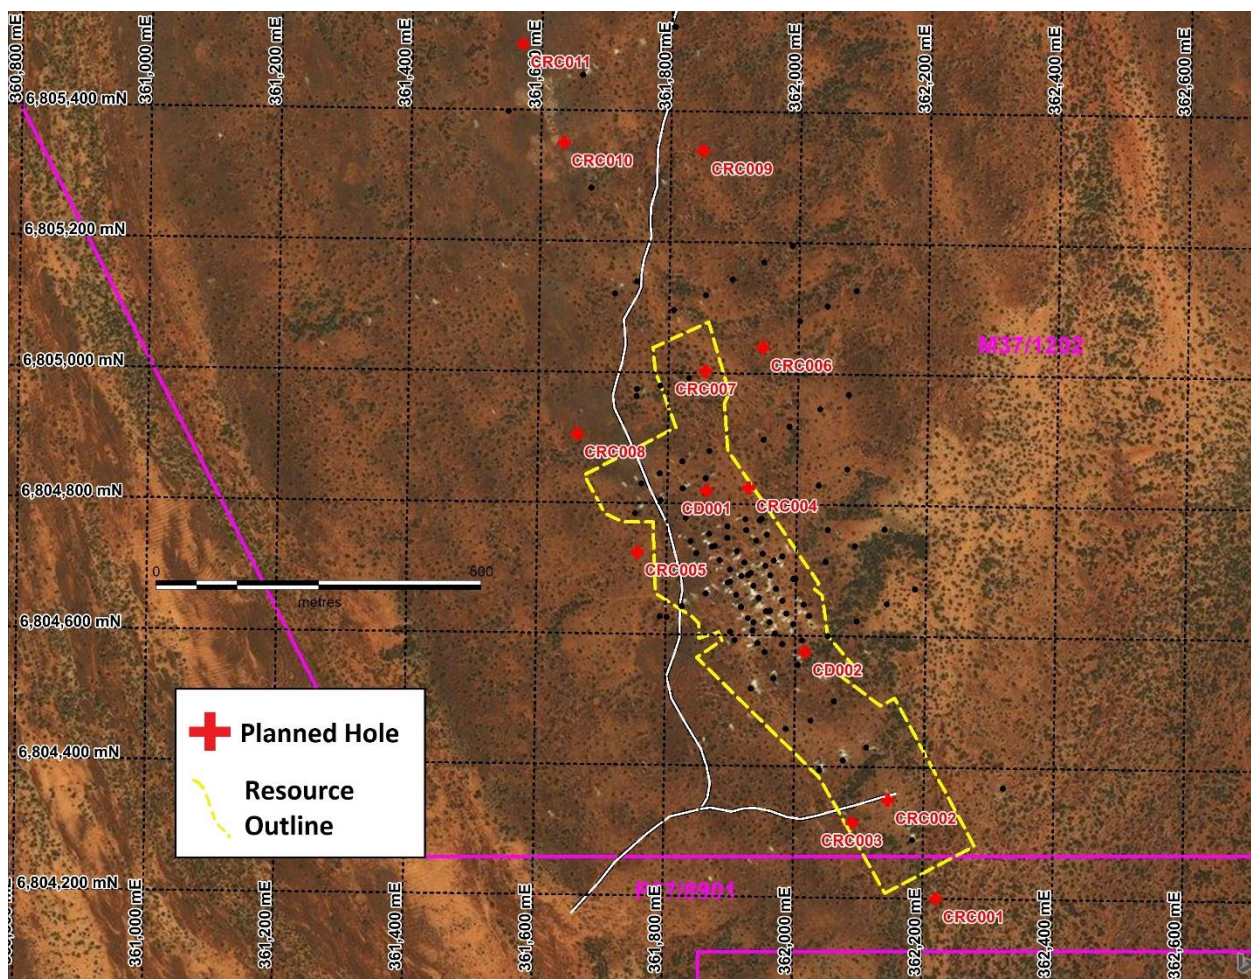 360,800 mE
361,000 mE
361,200 mE
361,400 mE
361,600 mE
361,800 mE
362,000 mE
362,200 mE
362,400 mE
362,600 mE
CRC011
6,805,400 mN
CRC010
CRC009
6,805,200 mN
M37/1202
6,805,000 mN
CRC006
CRC007
CRC008
6,804,800 mN
CD001
CRC004
CRC005
0
600
metres
6,804,600 mN
CD002
Planned Hole
6,804,400 mN
Resource
Outline
CRC002
CRC003
6,804,200 mN
CRC001
361,000 mE
361,200 mE
361,400 mE
361,600 mE
361,800 mE
362,000 mE
362,200 mE
362,400 mE
362,600 mE